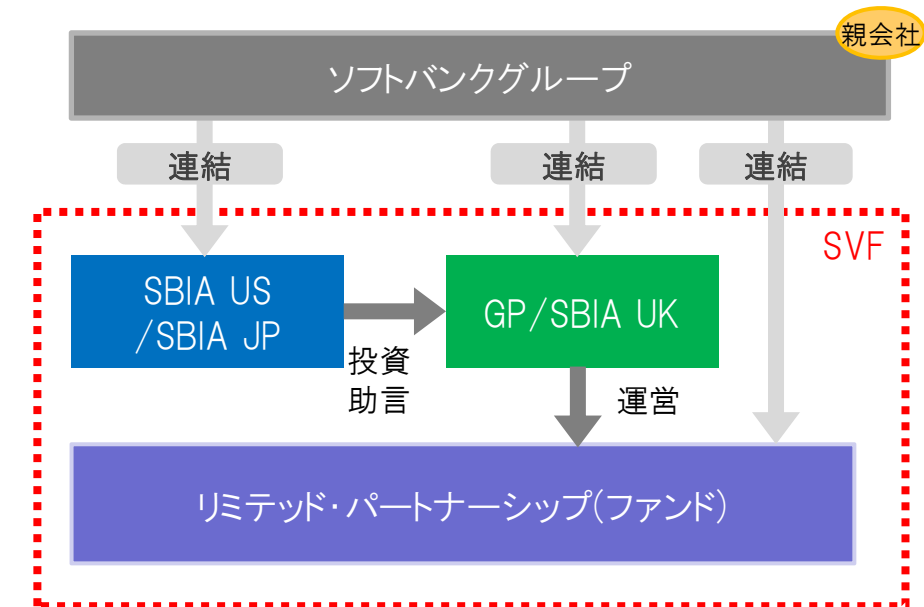 親会社
ソフトバンクグループ
連結
連結
連結
SVF
SBIA US
/SBIA JP
GP/SBIA UK
投資
助言
運営
リミテッド・パートナーシップ(ファンド)